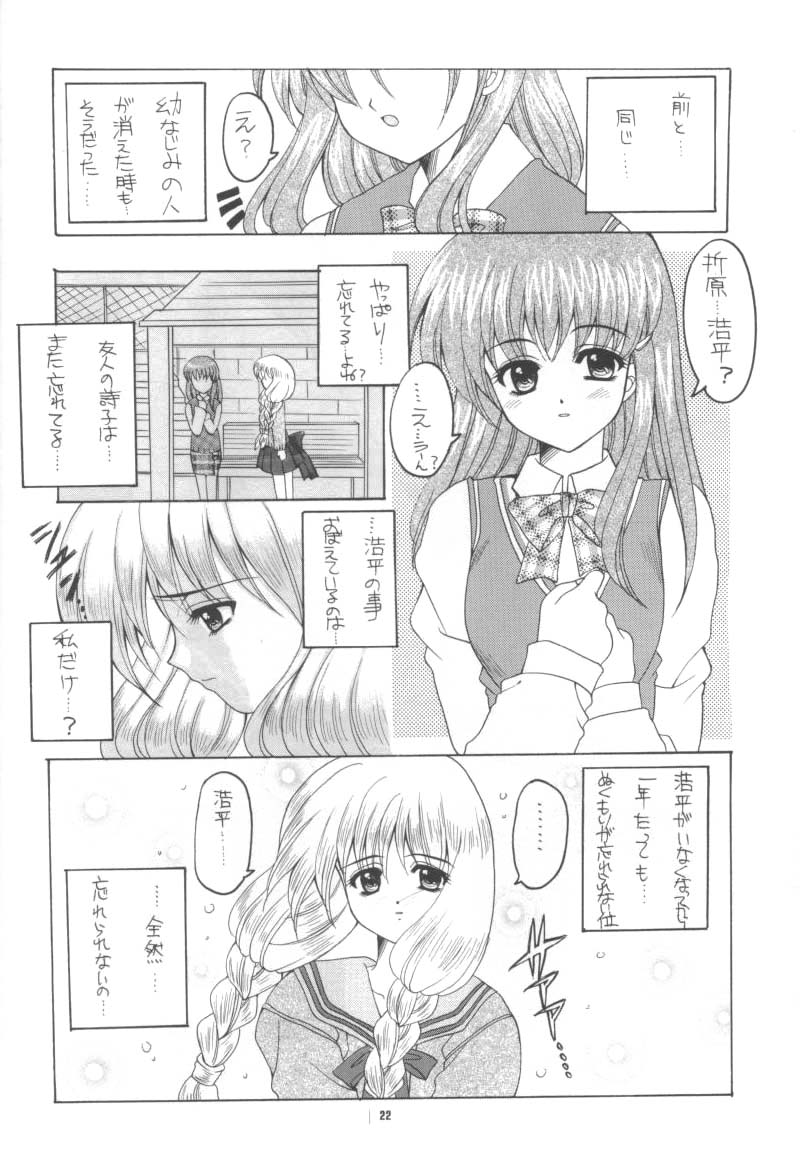 前と…
同じ……
え？
幼なじみの人
が消えた時も…
そうだった……
折原…浩平？
……え…うーん？
やっぱり…
忘れてる…よね？
友人の詩子は…
また忘れてる……
……浩平の事
おぼえているのは…
私だけ……？
浩平がいなくなってから
一年たっても…
ぬくもりが忘れられない位
………
浩平………
……全然…
忘れられないの…
ザァァァ….
22